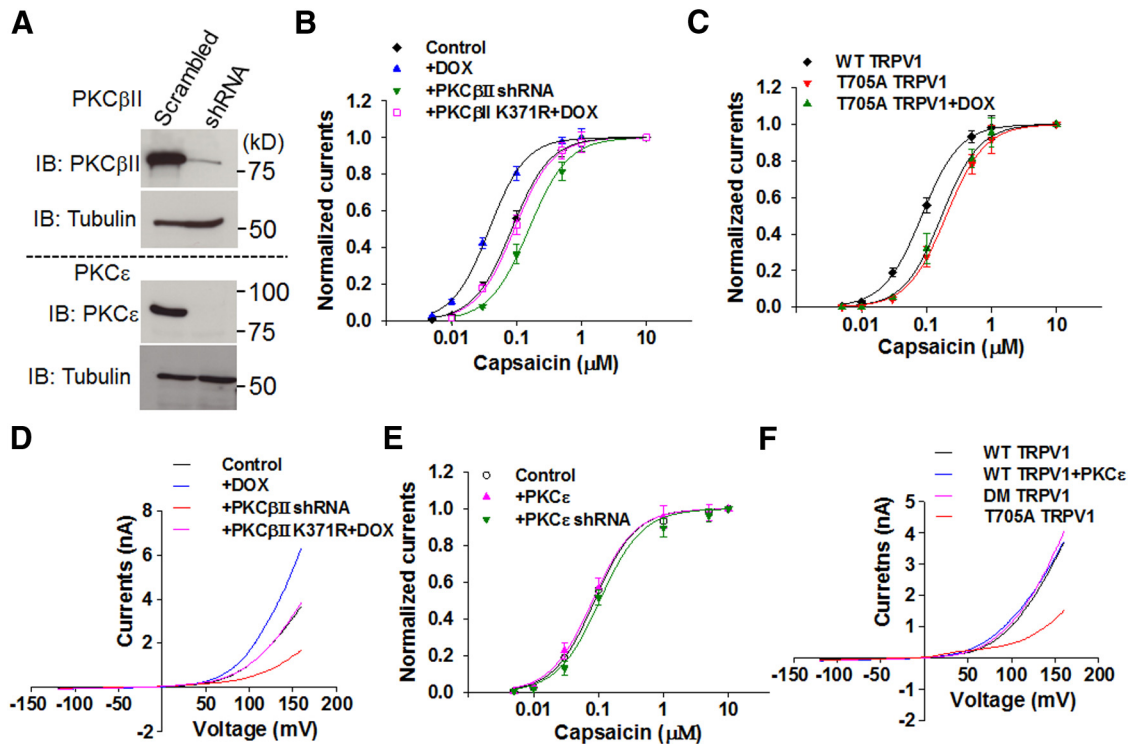 A
PKCβII
Scrambled
shRNA
(kD)
IB: PKCβII
75
IB: Tubulin
50
PKCε
100
IB: PKCε
75
IB: Tubulin
50
B
Control
+DOX
+PKCβII shRNA
+PKCβII K371R+DOX
Normalized currents
1.2
1.0
0.8
0.6
0.4
0.2
0.0
0.01 0.1 1 10
Capsaicin (μM)
C
WT TRPV1
T705A TRPV1
T705A TRPV1+DOX
Normalizaed currents
1.2
1.0
0.8
0.6
0.4
0.2
0.0
0.01 0.1 1 10
Capsaicin (μM)
D
Control
+DOX
+PKCβII shRNA
+PKCβII K371R+DOX
Currents (nA)
8
6
4
2
-2
-150 -100 -50 50 100 150 200
Voltage (mV)
E
Control
+PKCε
+PKCε shRNA
Normalized currents
1.2
1.0
0.8
0.6
0.4
0.2
0.0
0.01 0.1 1 10
Capsaicin (μM)
F
WT TRPV1
WT TRPV1+PKCε
DM TRPV1
T705A TRPV1
Curretns (nA)
5
4
3
2
1
-1
-2
-150 -100 -50 50 100 150 200
Voltage (mV)